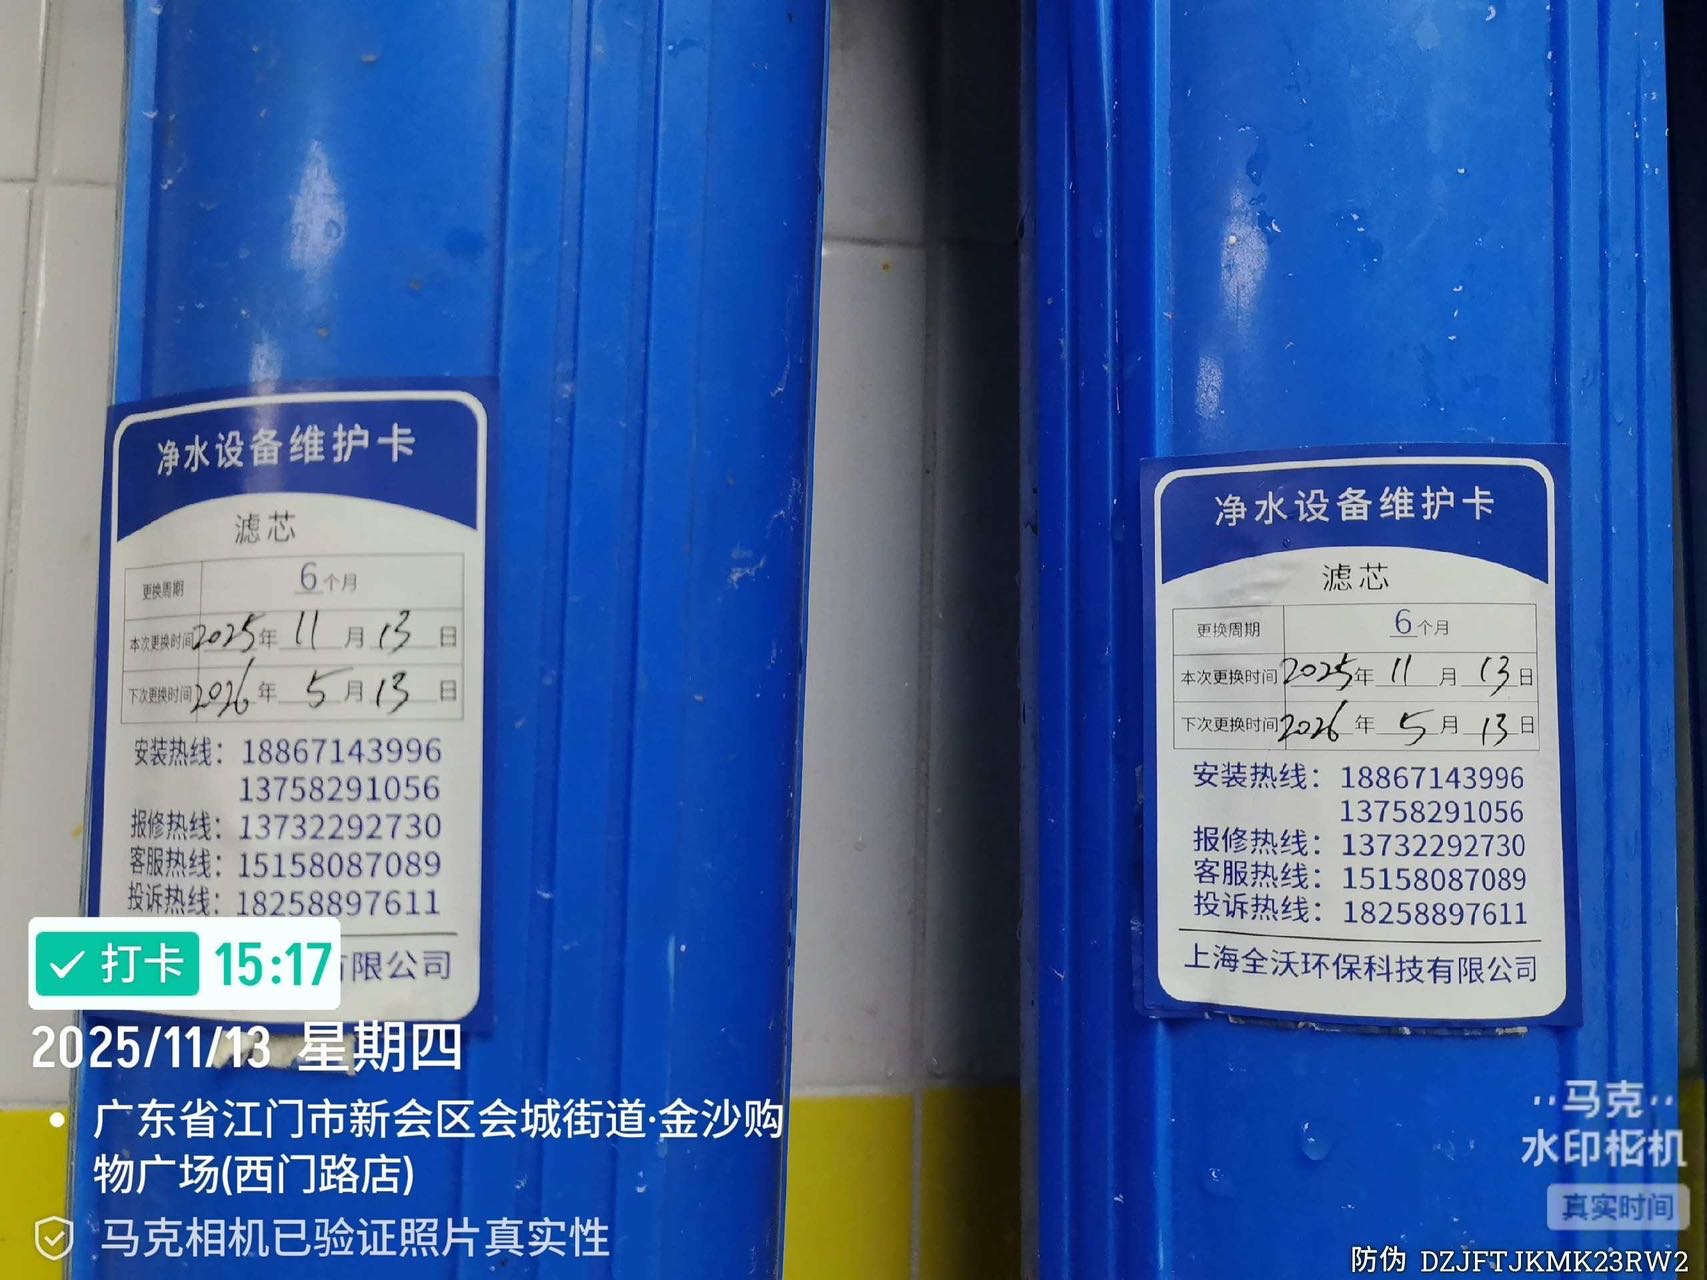 净水设备维护卡
滤芯
更换周期 6个月
本次更换时间 2025年 11 月 13 日
下次更换时间 2026年 5 月 13 日
安装热线：18867143996
13758291056
报修热线：13732292730
客服热线：15158087089
投诉热线：18258897611
有限公司
净水设备维护卡
滤芯
更换周期 6个月
本次更换时间 2025年 11 月 13 日
下次更换时间 2026年 5 月 13 日
安装热线：18867143996
13758291056
报修热线：13732292730
客服热线：15158087089
投诉热线：18258897611
上海全沃环保科技有限公司
打卡 15:17
2025/11/13 星期四
广东省江门市新会区会城街道·金沙购
物广场(西门路店)
马克相机已验证照片真实性
马克
水印相机
真实时间
防伪 DZJFTJKMK23RW2